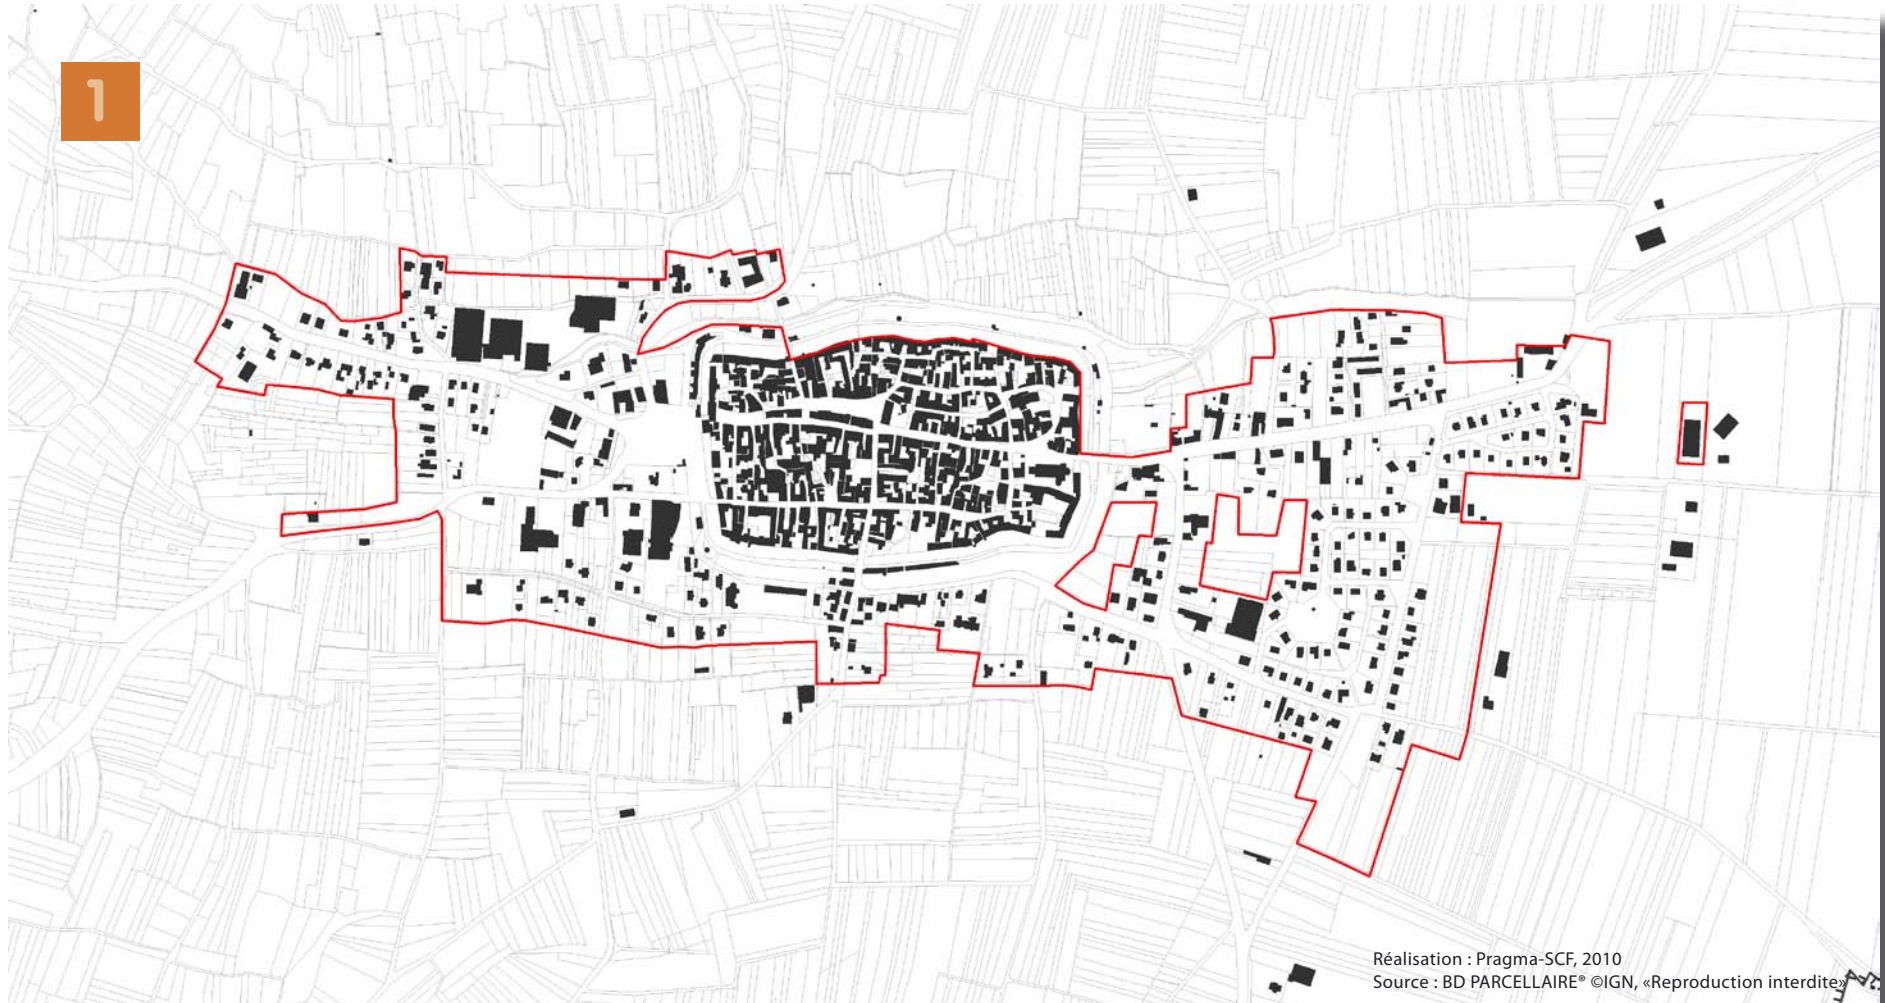 1
Réalisation : Pragma-SCF, 2010
Source : BD PARCELLAIRE® ©IGN, «Reproduction interdite»